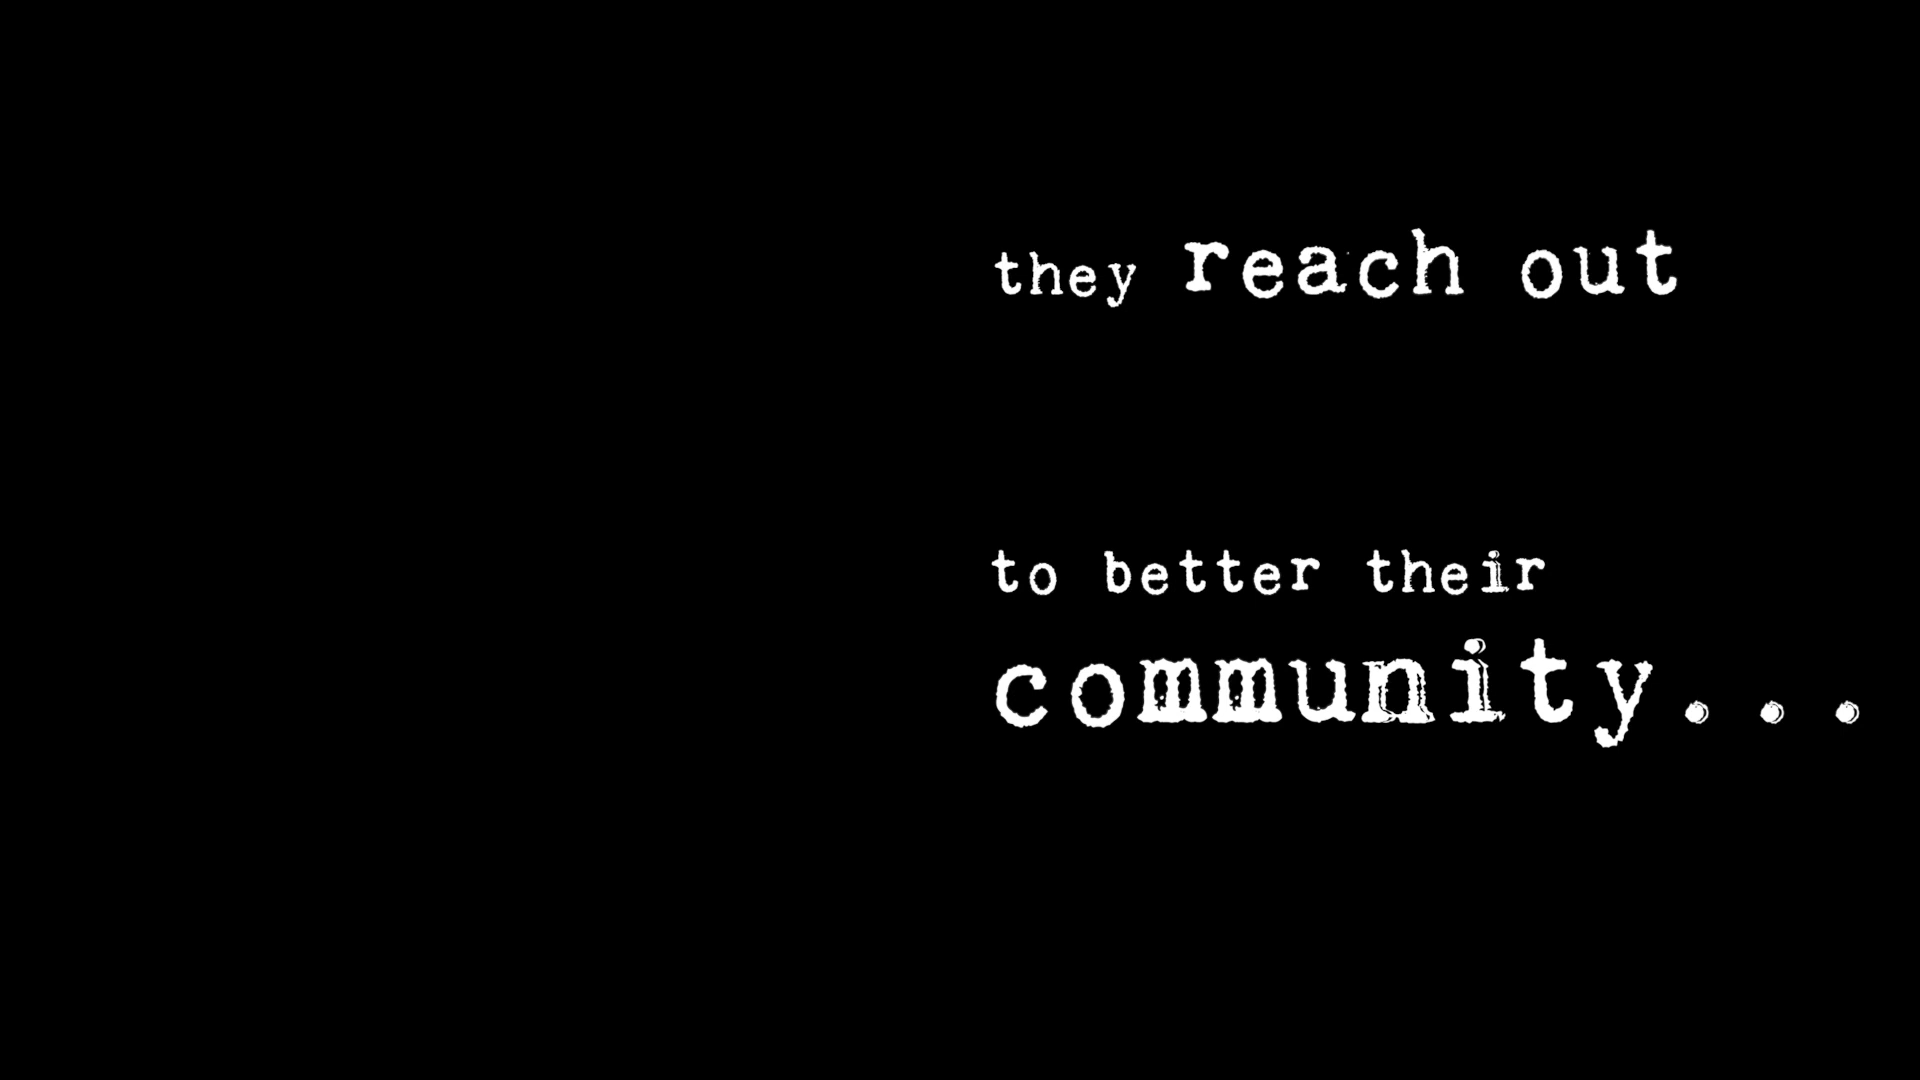 they reach out
to better their
community...